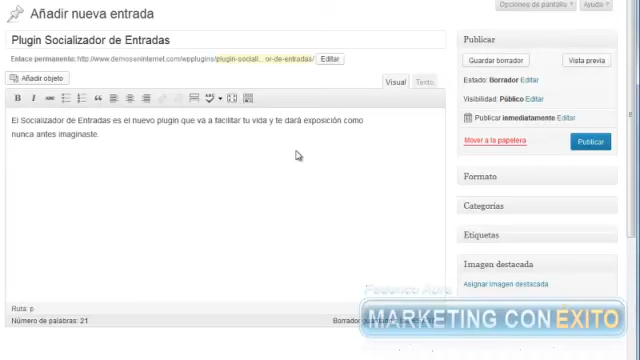 Opciones de pantalla
Ayuda
Añadir nueva entrada
Plugin Socializador de Entradas
Enlace permanente: http://www.demoseninternet.com/wpplugins/plugin-sociali... or-de-entradas/ Editar
Añadir objeto
Visual
Texto
B I ABC ABC
El Socializador de Entradas es el nuevo plugin que va a facilitar tu vida y te dará exposición como
nunca antes imaginaste.
Ruta: p
Número de palabras: 21
Borrador
Publicar
Guardar borrador
Vista previa
Estado: Borrador Editar
Visibilidad: Público Editar
Publicar inmediatamente Editar
Mover a la papelera
Publicar
Formato
Categorías
Etiquetas
Imagen destacada
Asignar imagen destacada
MARKETING CON ÉXITO